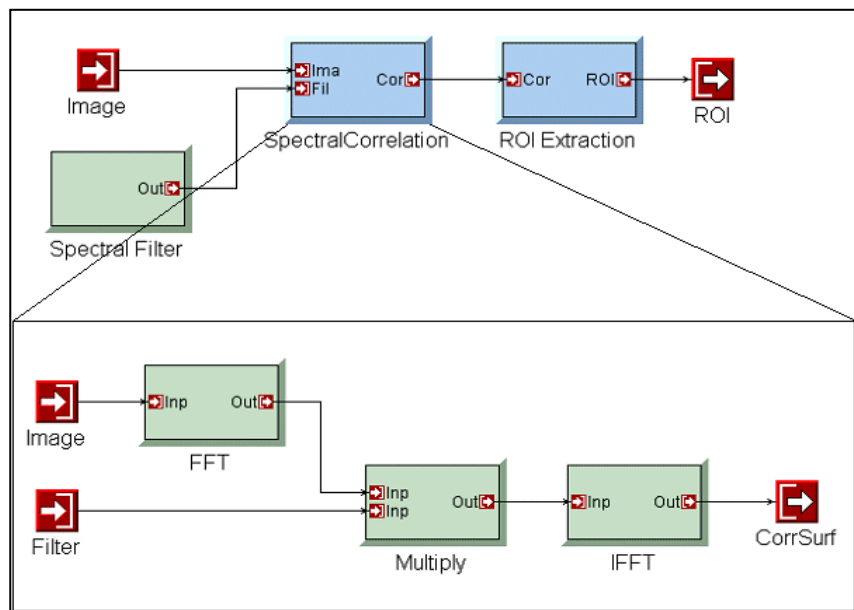 Image
Ima
Fil
Cor
SpectralCorrelation
Cor
ROI
ROI Extraction
ROI
Out
Spectral Filter
Image
Inp
Out
FFT
Filter
Inp
Inp
Out
Multiply
Inp
Out
IFFT
CorrSurf